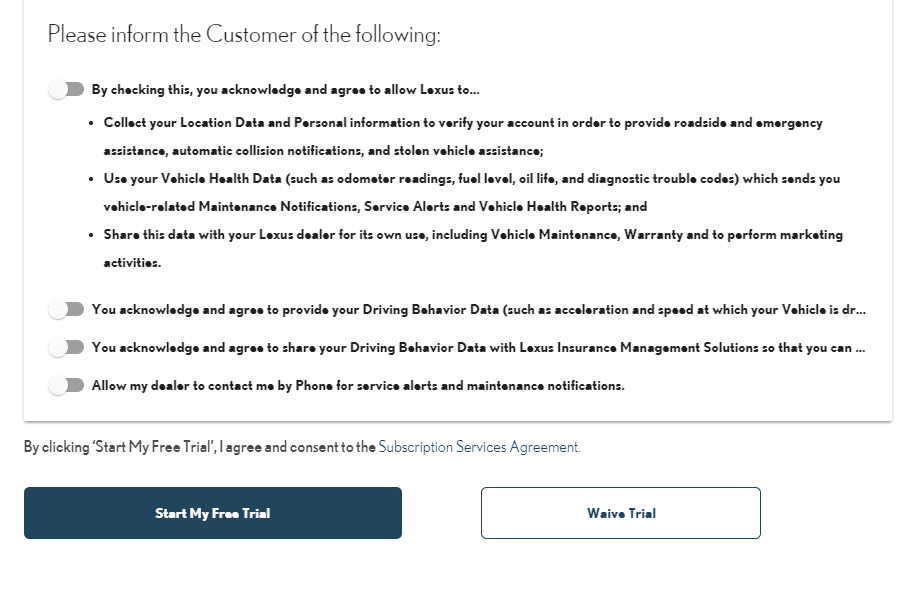 Please inform the Customer of the following:
By checking this, you acknowledge and agree to allow Lexus to...
• Collect your Location Data and Personal information to verify your account in order to provide roadside and emergency
assistance, automatic collision notifications, and stolen vehicle assistance;
• Use your Vehicle Health Data (such as odometer readings, fuel level, oil life, and diagnostic trouble codes) which sends you
vehicle-related Maintenance Notifications, Service Alerts and Vehicle Health Reports; and
• Share this data with your Lexus dealer for its own use, including Vehicle Maintenance, Warranty and to perform marketing
activities.
You acknowledge and agree to provide your Driving Behavior Data (such as acceleration and speed at which your Vehicle is dr...
You acknowledge and agree to share your Driving Behavior Data with Lexus Insurance Management Solutions so that you can ...
Allow my dealer to contact me by Phone for service alerts and maintenance notifications.
By clicking 'Start My Free Trial', I agree and consent to the Subscription Services Agreement.
Start My Free Trial
Waive Trial